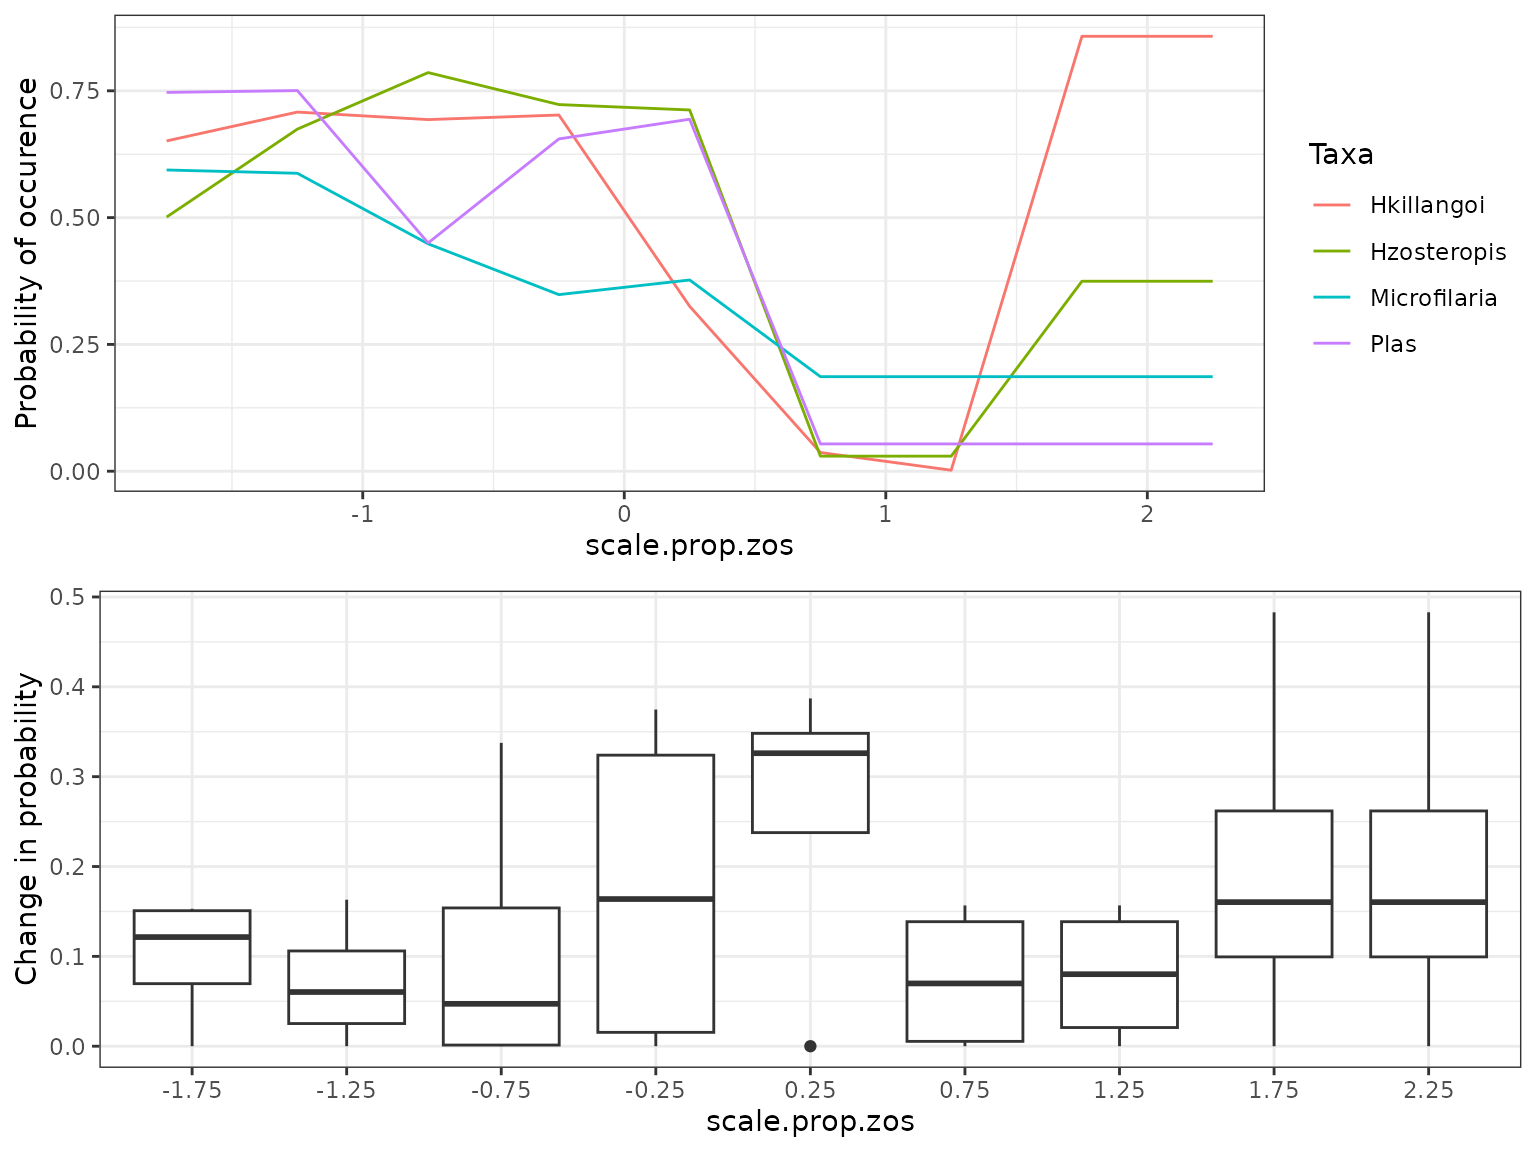 Probability of occurence
0.75
0.50
0.25
0.00
-1 0 1 2
scale.prop.zos
Taxa
Hkillangoi
Hzosteropis
Microfilaria
Plas
Change in probability
0.5
0.4
0.3
0.2
0.1
0.0
-1.75 -1.25 -0.75 -0.25 0.25 0.75 1.25 1.75 2.25
scale.prop.zos